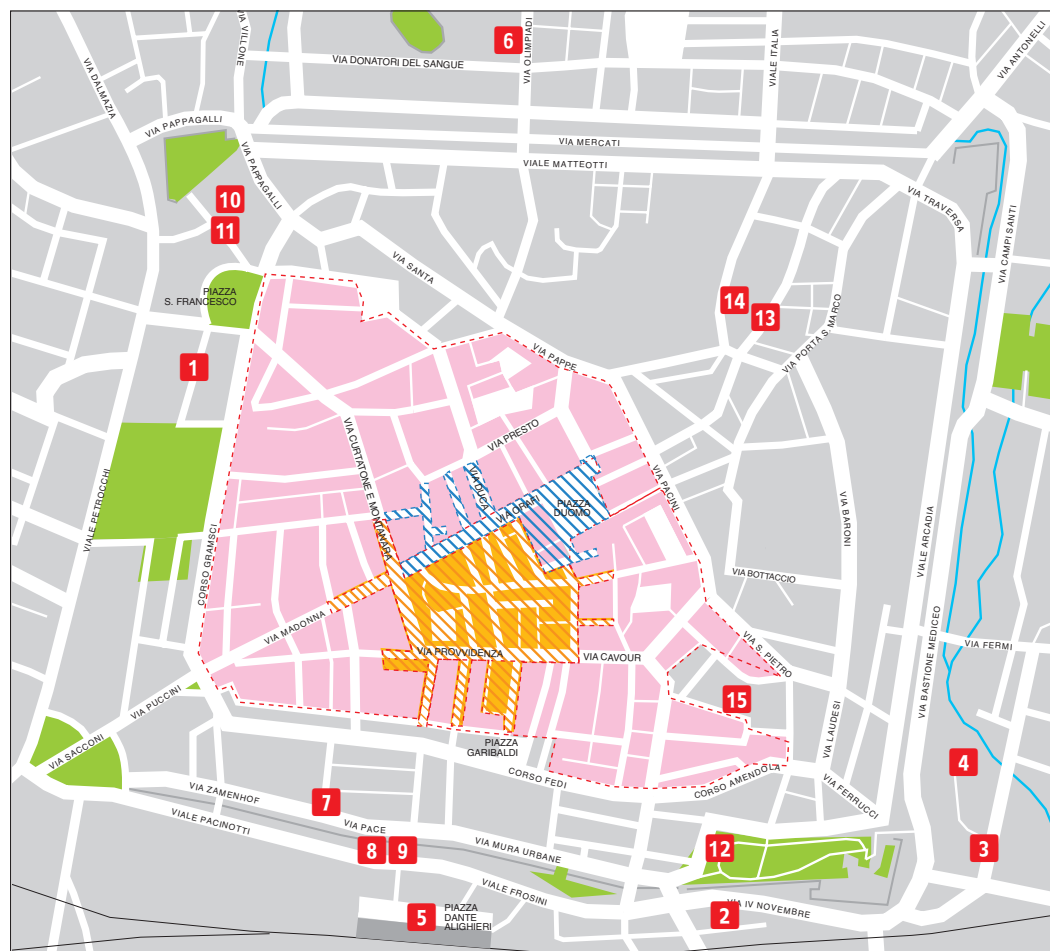 VIA VILLONE
6
VIA OLIMPIADI
VIALE ITALIA
VIA ANTONELLI
VIA DALMAZIA
VIA DONATORI DEL SANGUE
VIA PAPPAGALLI
VIA MERCATI
VIALE MATTEOTTI
VIA PAPPAGALLI
10
11
VIA TRAVERSA
VIA CAMPISANTI
VIA SANTA
PIAZZA
S. FRANCESCO
14
13
VIA PORTA S. MARCO
1
VIA PAPPE
VIA CURTATONE E MONTANARA
VIA PRESTO
VIA DUCA
VIA ORAFI
PIAZZA
DUOMO
VIA PACINI
VIALE PETROCCHI
CORSO GRAMSCI
VIA BARONI
VIALE ARCADIA
VIA BOTTACCIO
VIA MADONNA
VIA PROVVIDENZA
VIA CAVOUR
VIA S. PIETRO
VIA BASTIONE MEDICEO
VIA FERMI
VIA PUCCINI
15
VIA LAUDESI
VIA SACCONI
PIAZZA
GARIBALDI
4
CORSO FEDI
CORSO AMENDOLA
VIA FERRUCCI
VIA ZAMENHOF
7
VIALE PACINOTTI
VIA PACE
8
9
VIA MURA URBANE
12
3
VIALE FROSINI
5
PIAZZA
DANTE
ALIGHIERI
2
VIA IV NOVEMBRE